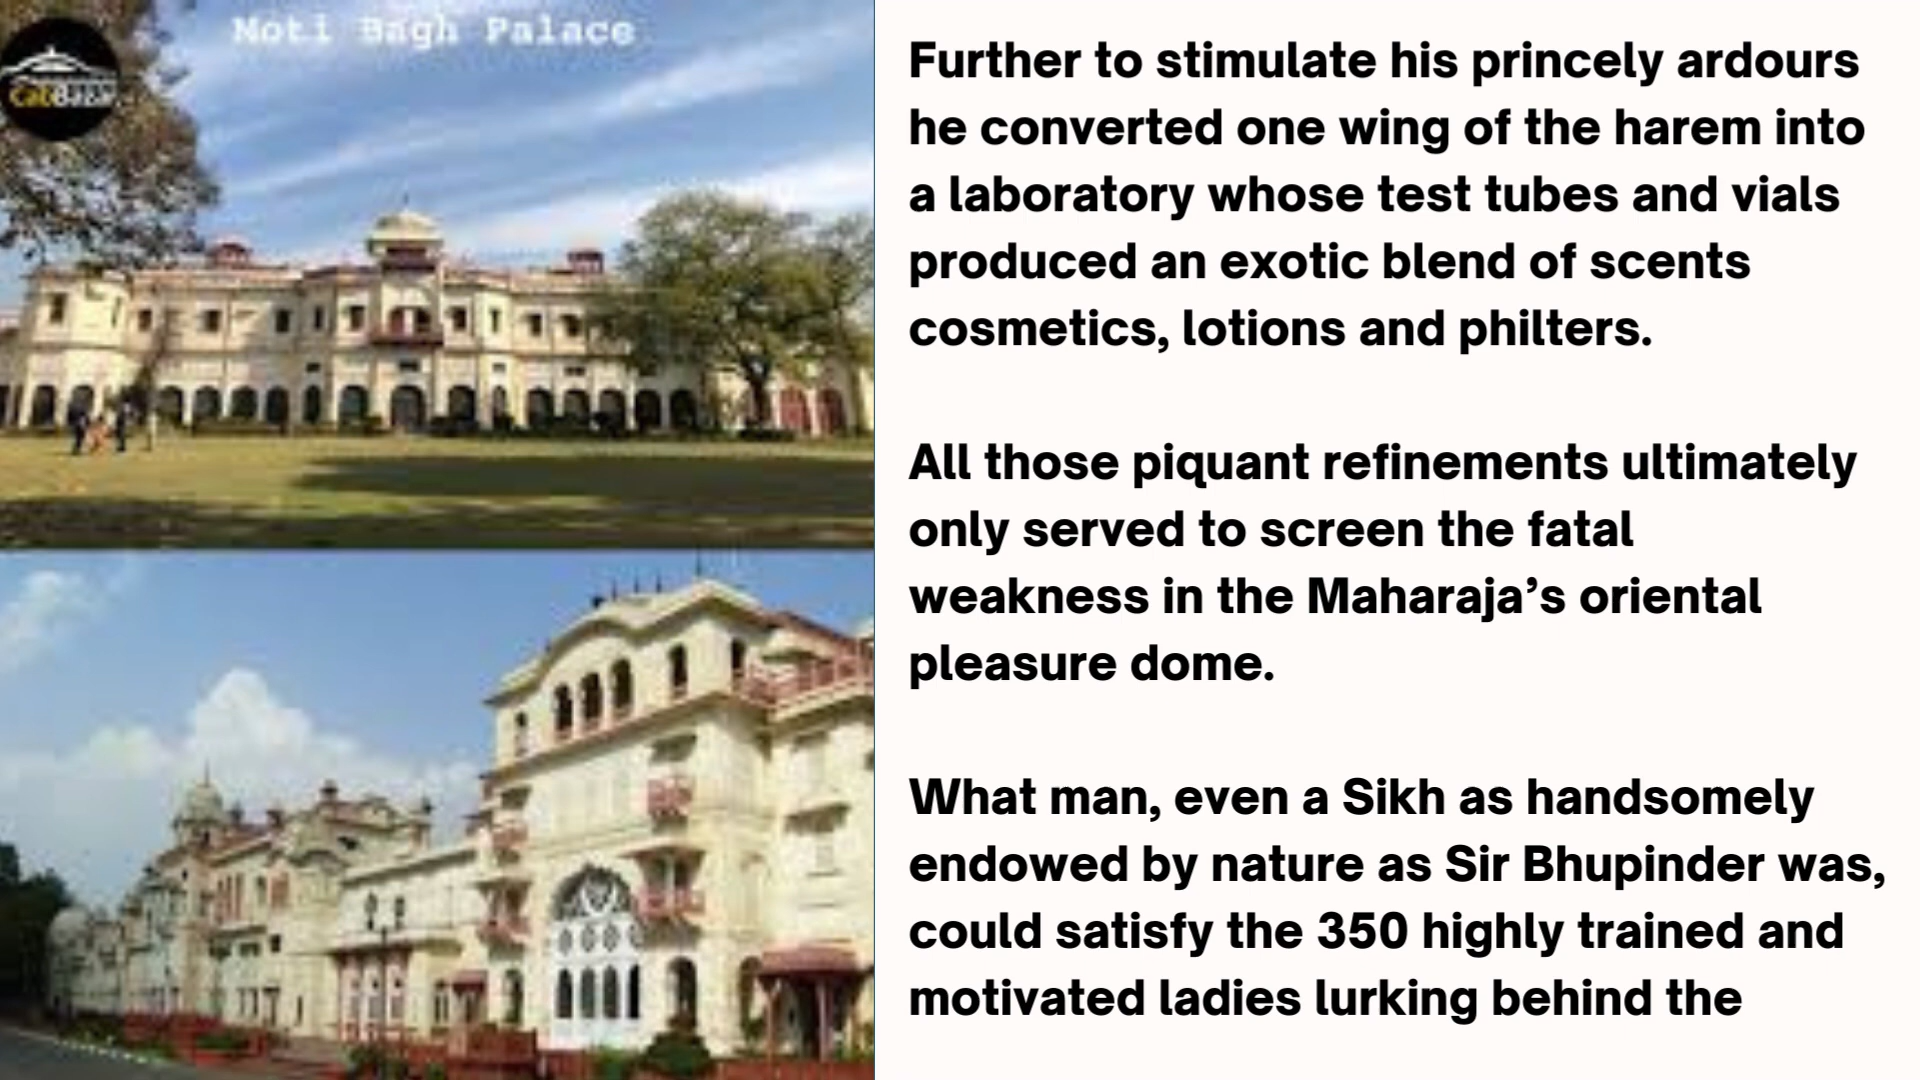 Moti Bagh Palace
CabBazar
Further to stimulate his princely ardours
he converted one wing of the harem into
a laboratory whose test tubes and vials
produced an exotic blend of scents
cosmetics, lotions and philters.
All those piquant refinements ultimately
only served to screen the fatal
weakness in the Maharaja’s oriental
pleasure dome.
What man, even a Sikh as handsomely
endowed by nature as Sir Bhupinder was,
could satisfy the 350 highly trained and
motivated ladies lurking behind the